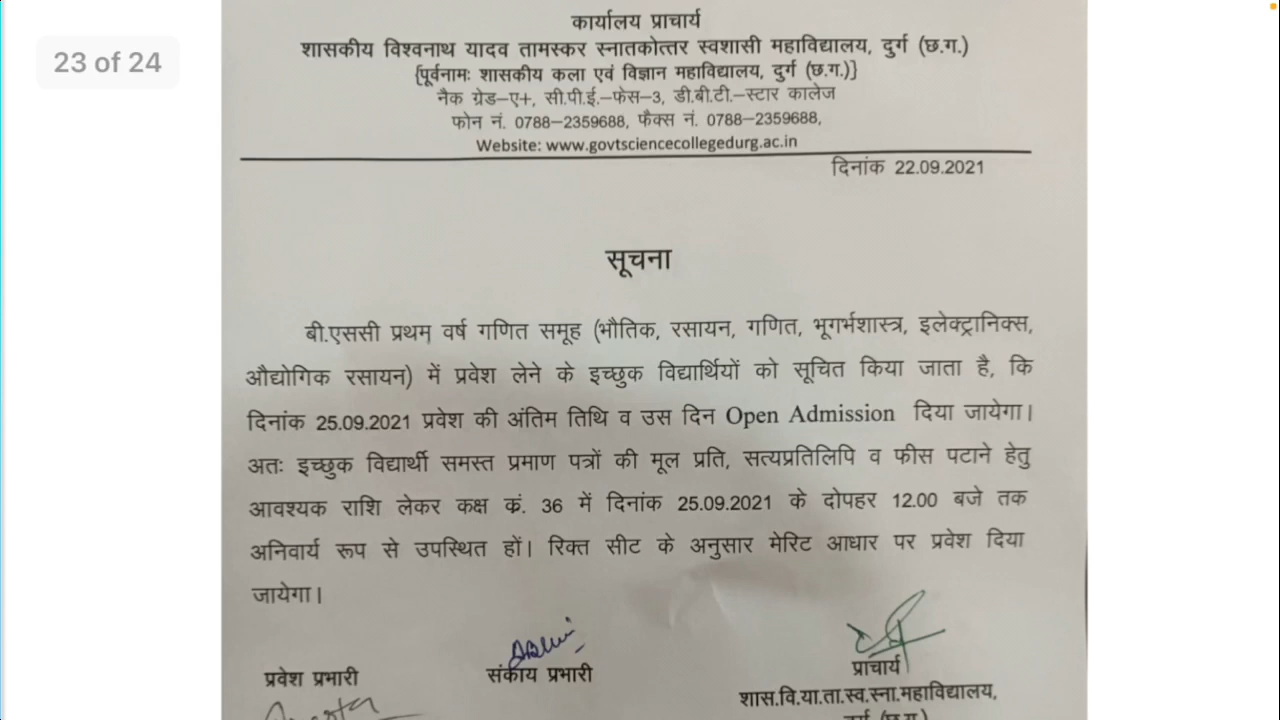 23 of 24
कार्यालय प्राचार्य
शासकीय विश्वनाथ यादव तामस्कर स्नातकोत्तर स्वशासी महाविद्यालय, दुर्ग (छ.ग.)
{पूर्वनामः शासकीय कला एवं विज्ञान महाविद्यालय, दुर्ग (छ.ग.)}
नैक ग्रेड–ए+, सी.पी.ई.–फेस–3, डी.बी.टी.–स्टार कालेज
फोन नं. 0788–2359688, फैक्स नं. 0788–2359688,
Website: www.govtsciencecollegedurg.ac.in
दिनांक 22.09.2021
सूचना
बी.एससी प्रथम् वर्ष गणित समूह (भौतिक, रसायन, गणित, भूगर्भशास्त्र, इलेक्ट्रानिक्स,
औद्योगिक रसायन) में प्रवेश लेने के इच्छुक विद्यार्थियों को सूचित किया जाता है, कि
दिनांक 25.09.2021 प्रवेश की अंतिम तिथि व उस दिन Open Admission दिया जायेगा।
अतः इच्छुक विद्यार्थी समस्त प्रमाण पत्रों की मूल प्रति, सत्यप्रतिलिपि व फीस पटाने हेतु
आवश्यक राशि लेकर कक्ष कं. 36 में दिनांक 25.09.2021 के दोपहर 12.00 बजे तक
अनिवार्य रूप से उपस्थित हों। रिक्त सीट के अनुसार मेरिट आधार पर प्रवेश दिया
जायेगा।
प्रवेश प्रभारी संकाय प्रभारी प्राचार्य
शास.वि.या.ता.स्व.स्ना.महाविद्यालय,
दुर्ग (छ.ग.)